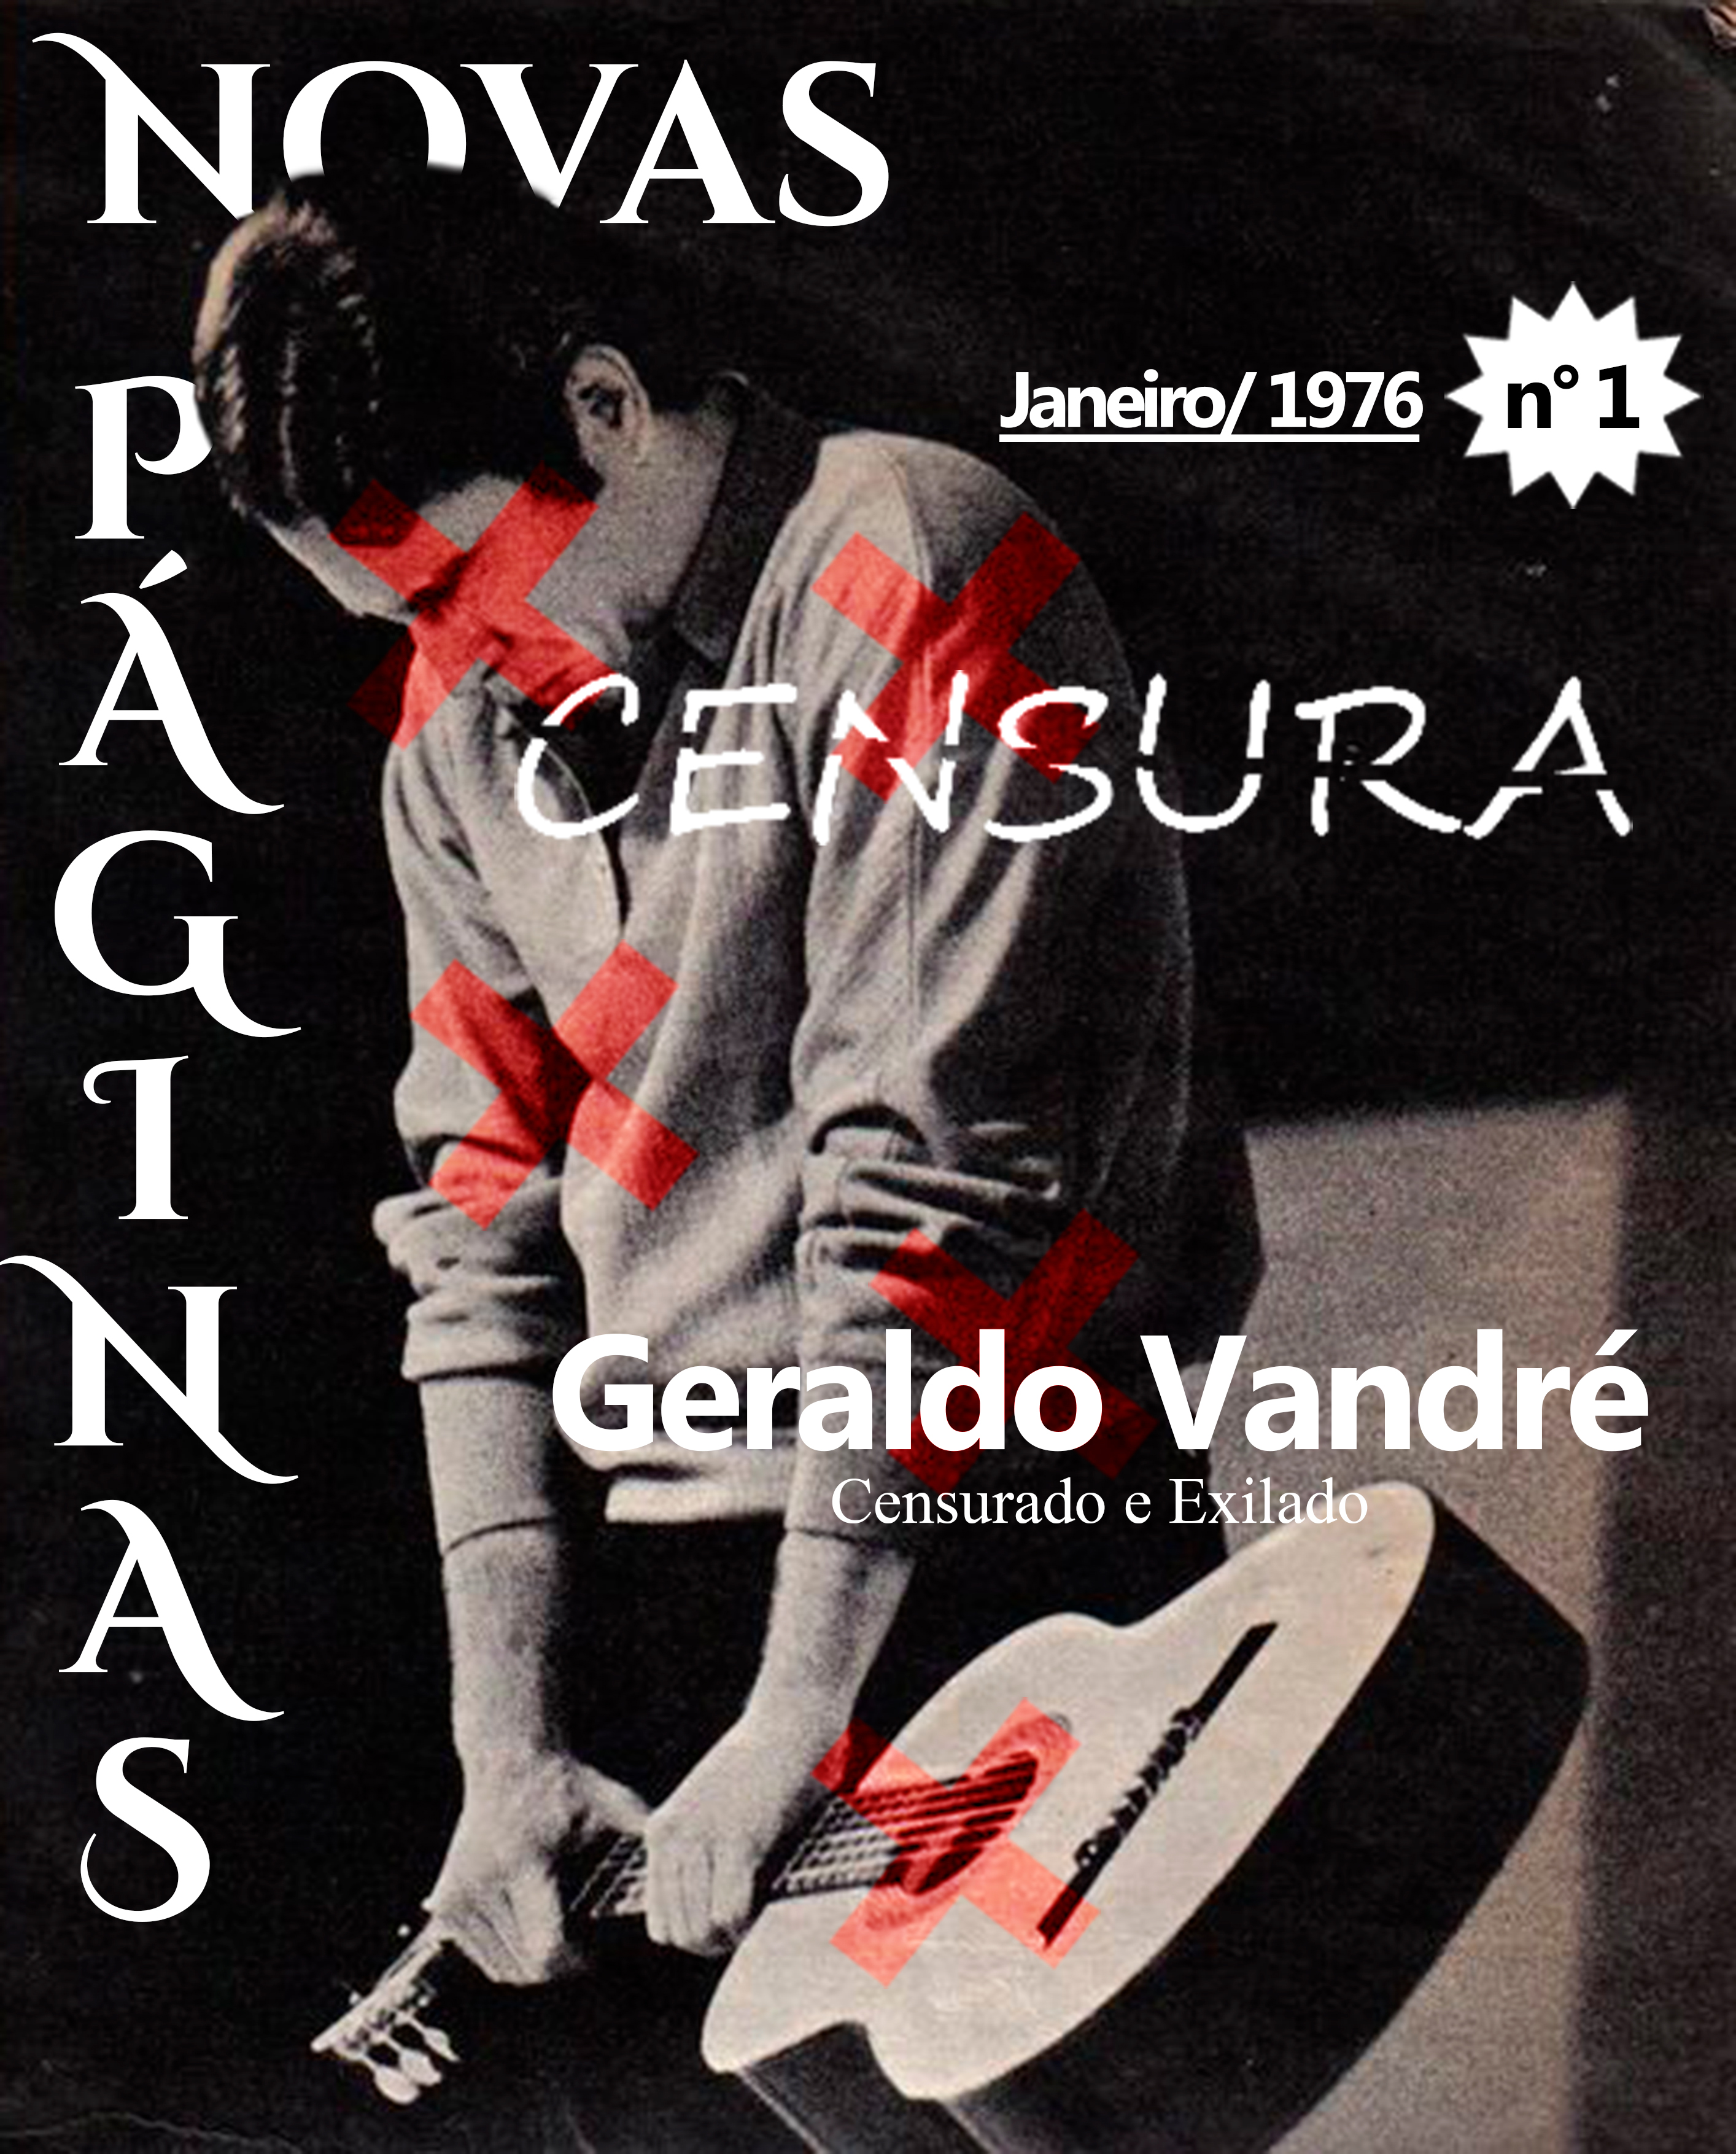 NOVAS
PÁGINAS
Janeiro/ 1976
n° 1
CENSURA
Geraldo Vandré
Censurado e Exilado